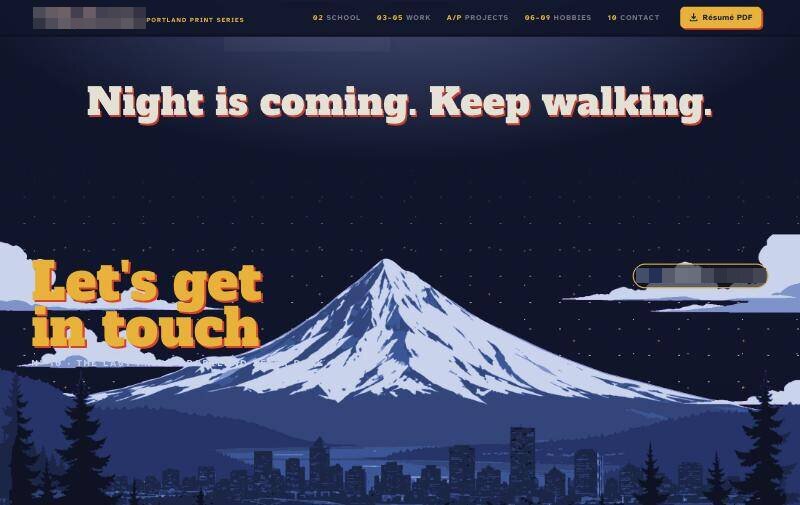 PORTLAND PRINT SERIES
02 SCHOOL
03–05 WORK
A/P PROJECTS
06–09 HOBBIES
10 CONTACT
Résumé PDF
Night is coming. Keep walking.
Let's get
in touch